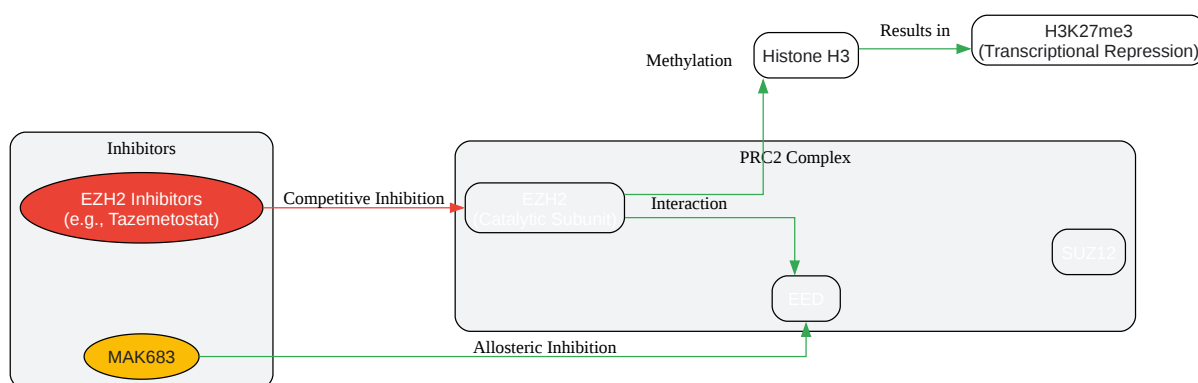 Results in
H3K27me3
(Transcriptional Repression)
Methylation
Histone H3
Inhibitors
PRC2 Complex
EZH2 Inhibitors
(e.g., Tazemetostat)
Competitive Inhibition
EZH2
(Catalytic Subunit)
Interaction
SUZ12
EED
MAK683
Allosteric Inhibition